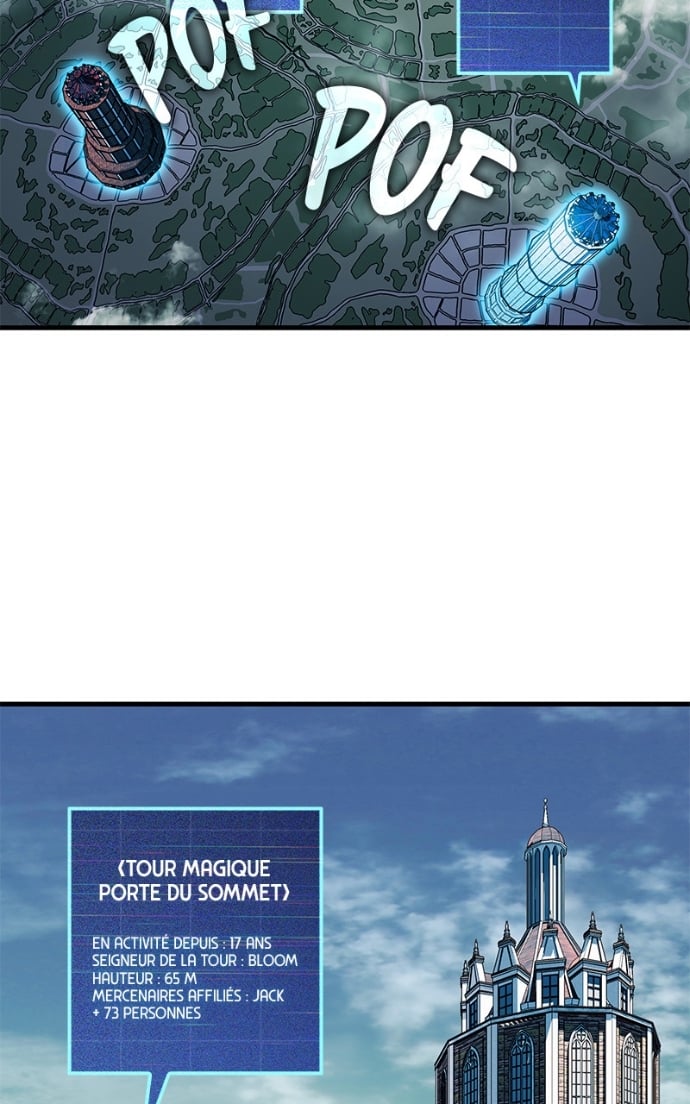 POF
POF
<TOUR MAGIQUE
PORTE DU SOMMET>
EN ACTIVITÉ DEPUIS : 17 ANS
SEIGNEUR DE LA TOUR : BLOOM
HAUTEUR : 65 M
MERCENAIRES AFFILIÉS : JACK
+ 73 PERSONNES